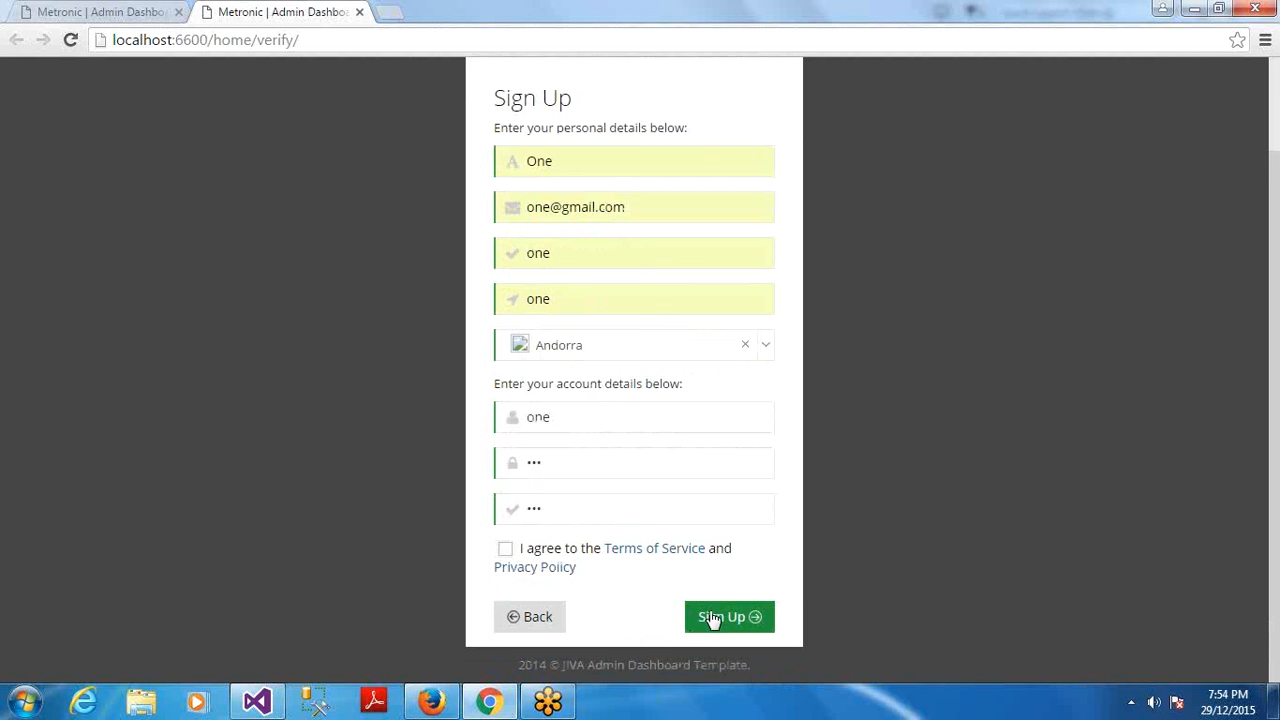 Metronic | Admin Dashbo
Metronic | Admin Dashbo
localhost:6600/home/verify/
Sign Up
Enter your personal details below:
One
one@gmail.com
one
one
Andorra
Enter your account details below:
one
•••
•••
I agree to the Terms of Service and
Privacy Poiicy
Back
Sign Up
2014 © JIVA Admin Dashboard Template.
7:54 PM
29/12/2015